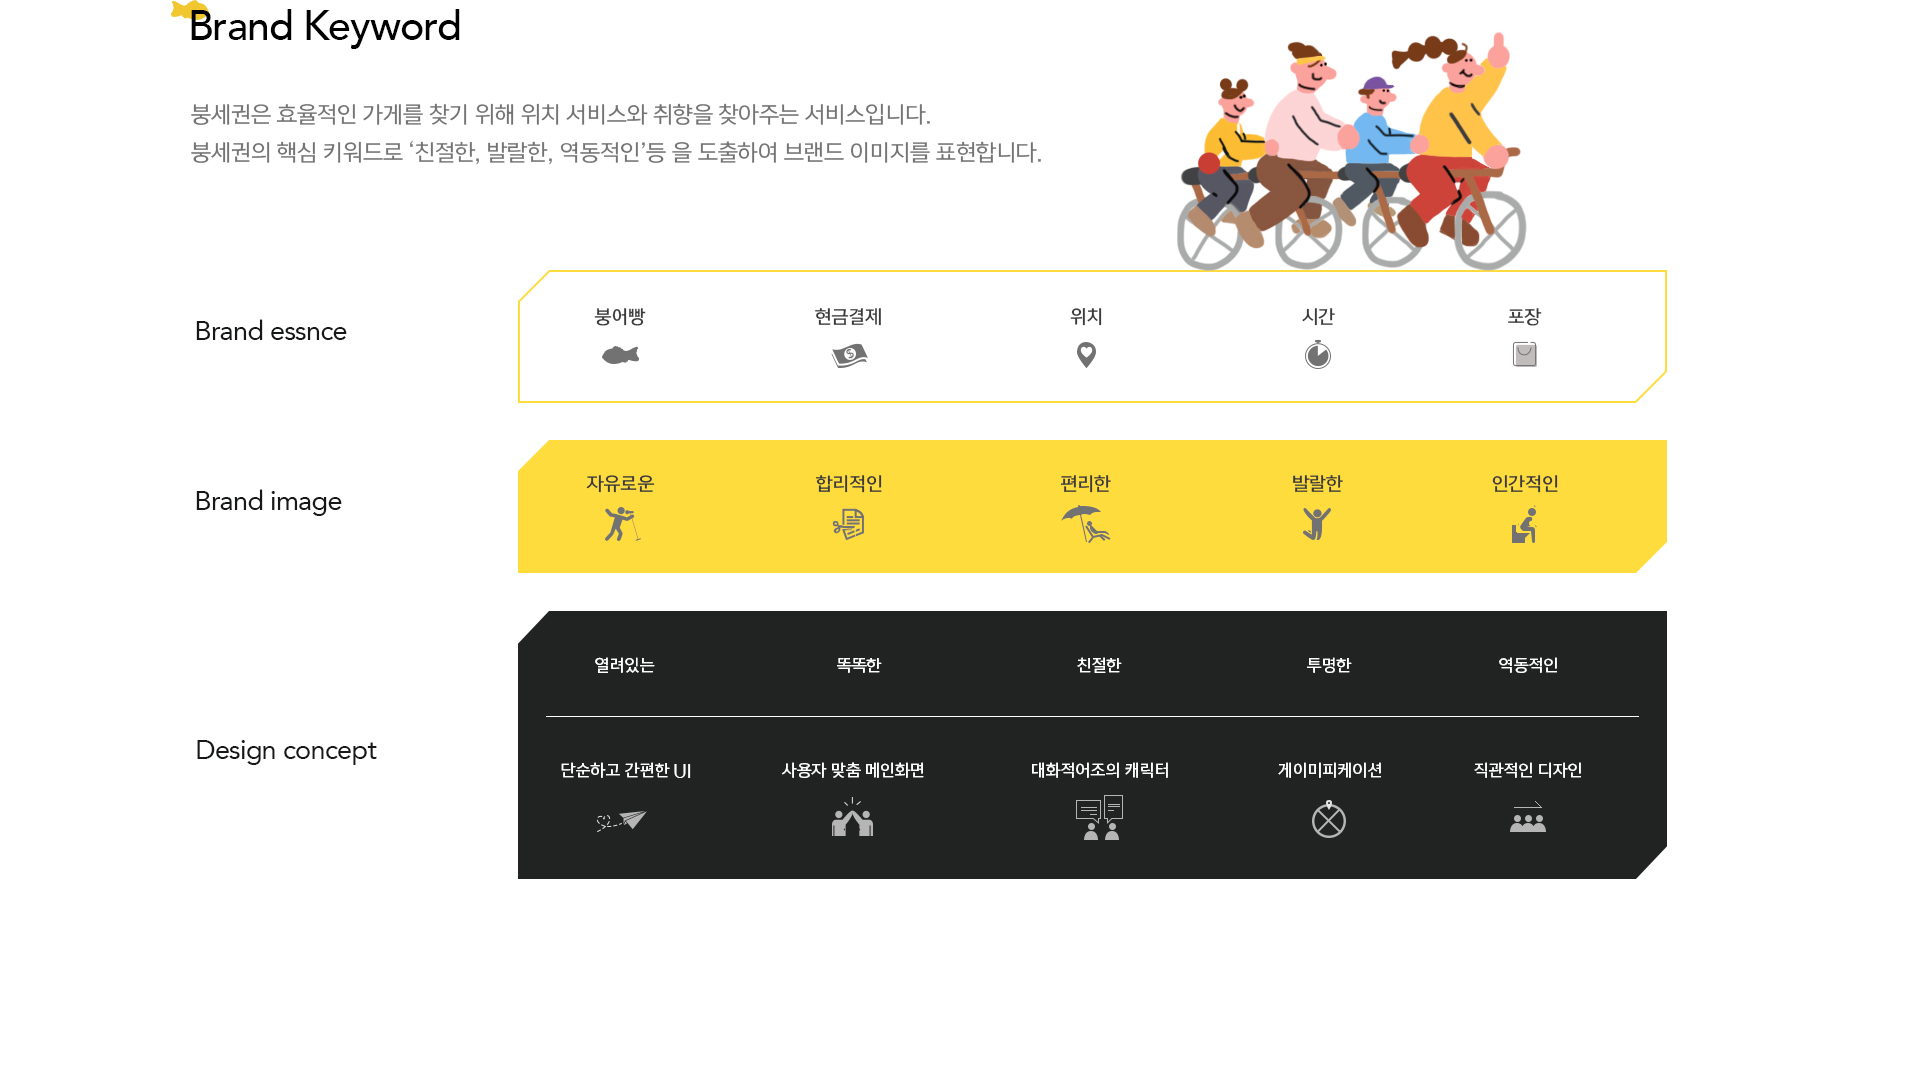 Brand Keyword
붕세권은 효율적인 가게를 찾기 위해 위치 서비스와 취향을 찾아주는 서비스입니다.
붕세권의 핵심 키워드로 ‘친절한, 발랄한, 역동적인’등 을 도출하여 브랜드 이미지를 표현합니다.
Brand essnce
붕어빵 현금결제 위치 시간 포장
Brand image
자유로운 합리적인 편리한 발랄한 인간적인
열려있는 똑똑한 친절한 투명한 역동적인
Design concept
단순하고 간편한 UI 사용자 맞춤 메인화면 대화적어조의 캐릭터 게이미피케이션 직관적인 디자인